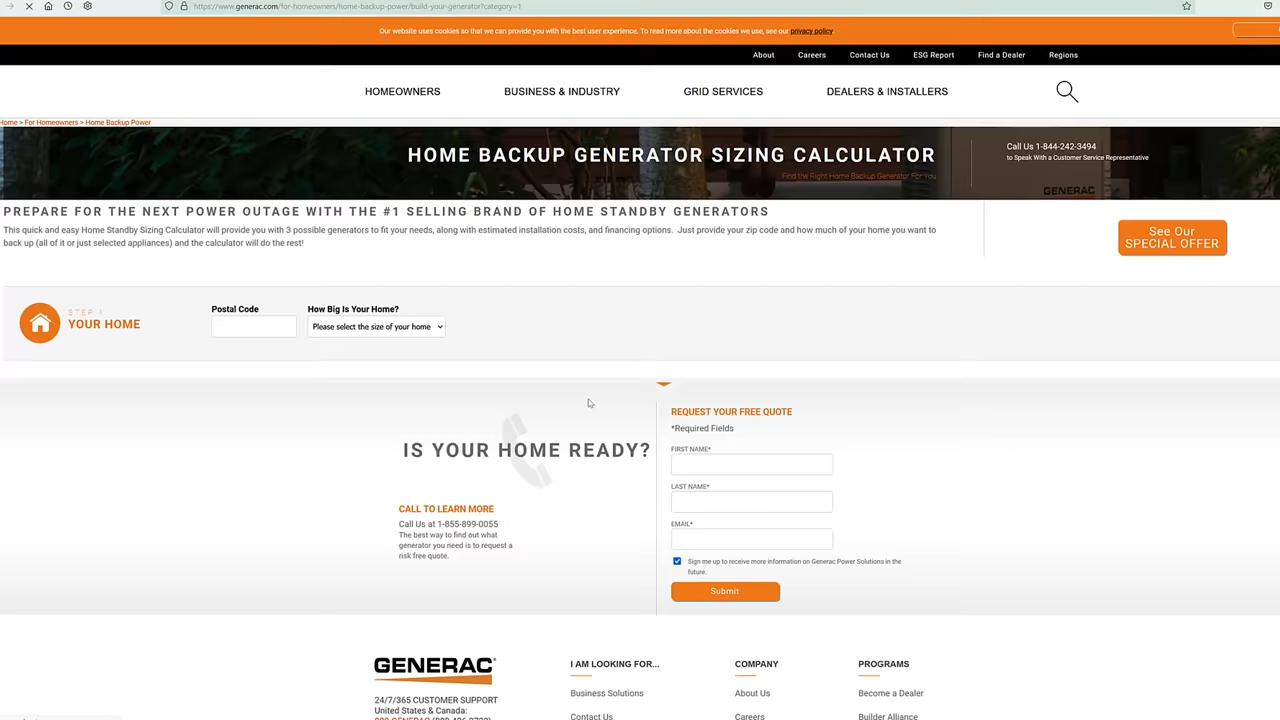 https://www.generac.com/for-homeowners/home-backup-power/build-your-generator?category=1
Our website uses cookies so that we can provide you with the best user experience. To read more about the cookies we use, see our privacy policy
About Careers Contact Us ESG Report Find a Dealer Regions
HOMEOWNERS BUSINESS & INDUSTRY GRID SERVICES DEALERS & INSTALLERS
Home > For Homeowners > Home Backup Power
HOME BACKUP GENERATOR SIZING CALCULATOR
Find the Right Home Backup Generator For You
Call Us 1-844-242-3494
to Speak With a Customer Service Representative
GENERAC
PREPARE FOR THE NEXT POWER OUTAGE WITH THE #1 SELLING BRAND OF HOME STANDBY GENERATORS
This quick and easy Home Standby Sizing Calculator will provide you with 3 possible generators to fit your needs, along with estimated installation costs, and financing options. Just provide your zip code and how much of your home you want to
back up (all of it or just selected appliances) and the calculator will do the rest!
See Our
SPECIAL OFFER
STEP 1
YOUR HOME
Postal Code
How Big Is Your Home?
Please select the size of your home
IS YOUR HOME READY?
CALL TO LEARN MORE
Call Us at 1-855-899-0055
The best way to find out what
generator you need is to request a
risk free quote.
REQUEST YOUR FREE QUOTE
*Required Fields
FIRST NAME*
LAST NAME*
EMAIL*
Sign me up to receive more information on Generac Power Solutions in the
future.
Submit
GENERAC
24/7/365 CUSTOMER SUPPORT
United States & Canada:
I AM LOOKING FOR...
Business Solutions
Contact Us
COMPANY
About Us
Careers
PROGRAMS
Become a Dealer
Builder Alliance